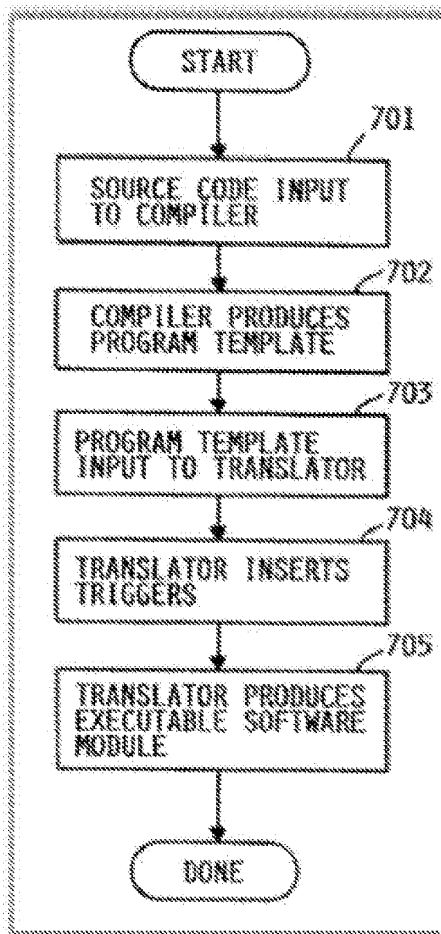 START
701
SOURCE CODE INPUT
TO COMPILER
702
COMPILER PRODUCES
PROGRAM TEMPLATE
703
PROGRAM TEMPLATE
INPUT TO TRANSLATOR
704
TRANSLATOR INSERTS
TRIGGERS
705
TRANSLATOR PRODUCES
EXECUTABLE SOFTWARE
MODULE
DONE